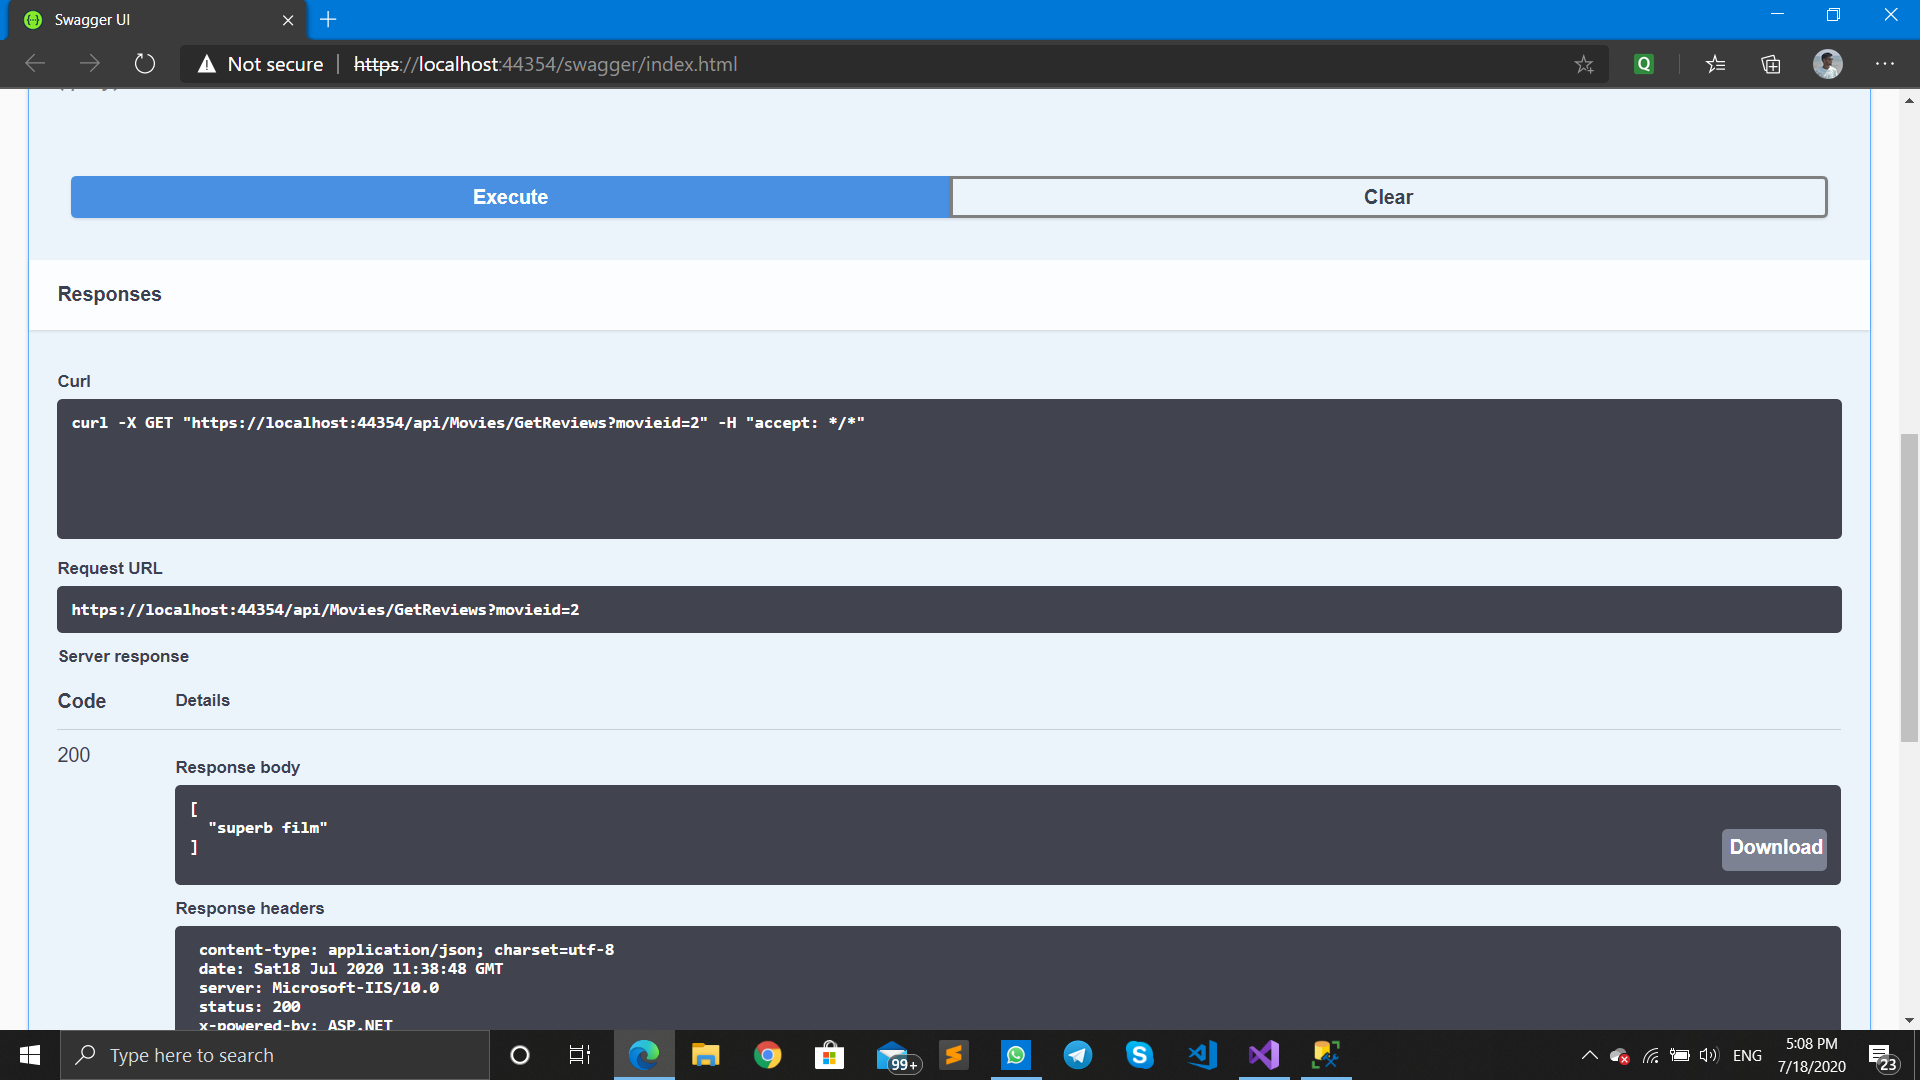 Swagger UI
Not secure
https://localhost:44354/swagger/index.html
Q
Execute
Clear
Responses
Curl
curl -X GET "https://localhost:44354/api/Movies/GetReviews?movieid=2" -H "accept: */*"
Request URL
https://localhost:44354/api/Movies/GetReviews?movieid=2
Server response
Code
Details
200
Response body
[
"superb film"
]
Download
Response headers
content-type: application/json; charset=utf-8
date: Sat18 Jul 2020 11:38:48 GMT
server: Microsoft-IIS/10.0
status: 200
x-powered-by: ASP.NET
Type here to search
99+
ENG
5:08 PM
7/18/2020
23